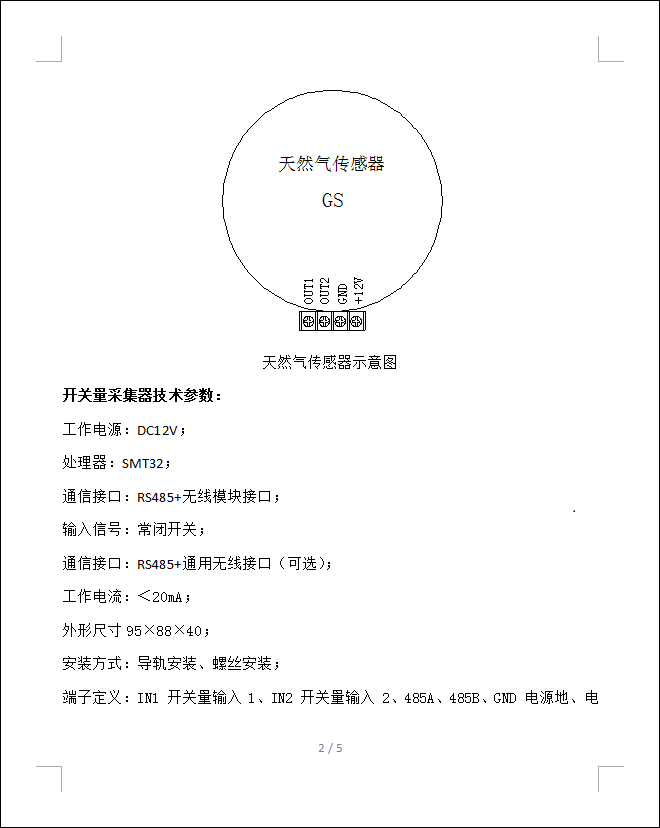 天然气传感器
GS
OUT1
OUT2
GND
+12V
天然气传感器示意图
开关量采集器技术参数：
工作电源：DC12V；
处理器：SMT32；
通信接口：RS485+无线模块接口；
输入信号：常闭开关；
通信接口：RS485+通用无线接口（可选）；
工作电流：＜20mA；
外形尺寸95×88×40；
安装方式：导轨安装、螺丝安装；
端子定义：IN1 开关量输入 1、IN2 开关量输入 2、485A、485B、GND 电源地、电
2 / 5